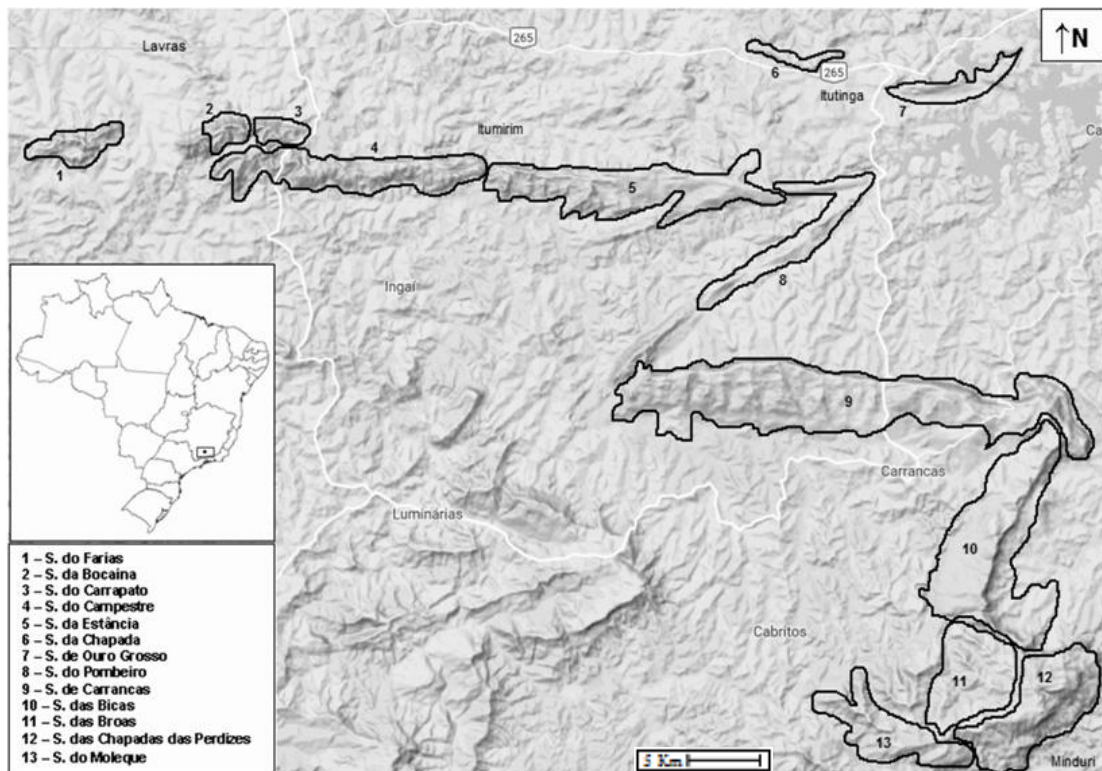 Lavras
265
↑N
6
265
Itutinga
7
Ca
2
3
Itumirim
1
4
5
8
Ingaí
9
Carrancas
Luminárias
10
Cabritos
11
12
13
Minduri
5 Km
1 – S. do Farias
2 – S. da Bocaina
3 – S. do Carrapato
4 – S. do Campestre
5 – S. da Estância
6 – S. da Chapada
7 – S. de Ouro Grosso
8 – S. do Pombeiro
9 – S. de Carrancas
10 – S. das Bicas
11 – S. das Broas
12 – S. das Chapadas das Perdizes
13 – S. do Moleque